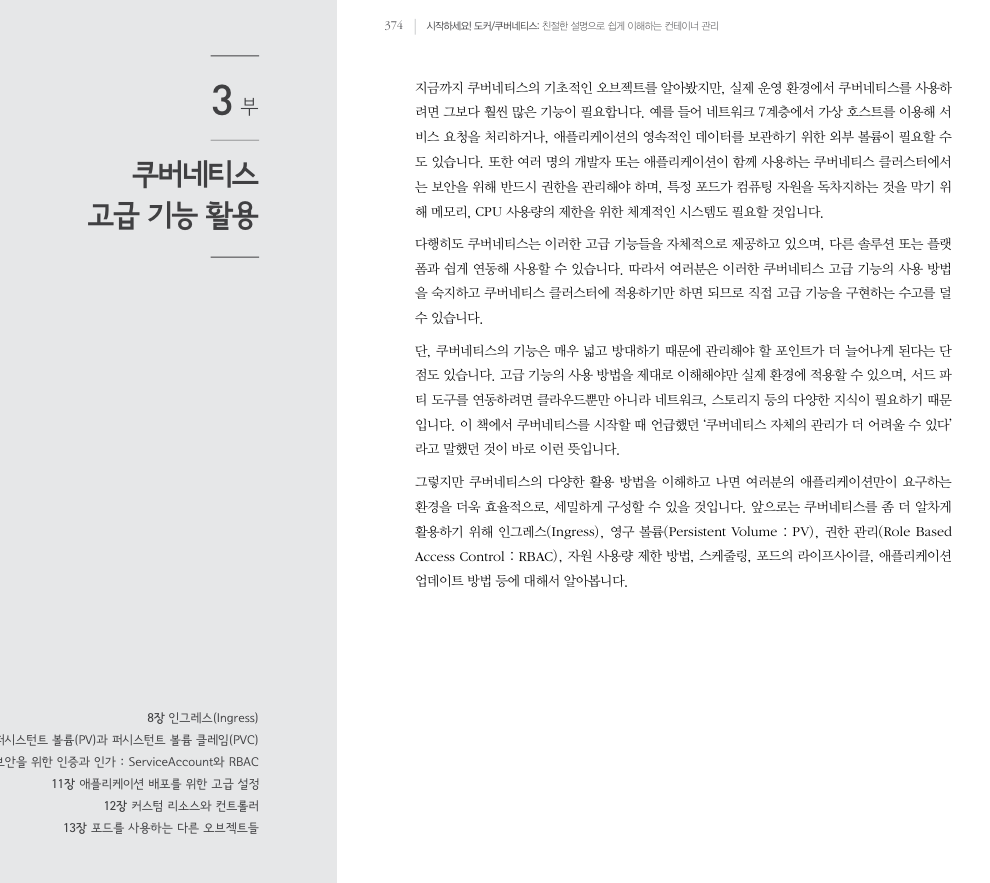 3 부
쿠버네티스
고급 기능 활용
8장 인그레스(Ingress)
볼륨(PV)과 퍼시스턴트 볼륨 클레임(PVC)
위한 인증과 인가 : ServiceAccount와 RBAC
11장 애플리케이션 배포를 위한 고급 설정
12장 커스텀 리소스와 컨트롤러
13장 포드를 사용하는 다른 오브젝트들
374 시작하세요! 도커/쿠버네티스: 친절한 설명으로 쉽게 이해하는 컨테이너 관리
지금까지 쿠버네티스의 기초적인 오브젝트를 알아봤지만, 실제 운영 환경에서 쿠버네티스를 사용하
려면 그보다 훨씬 많은 기능이 필요합니다. 예를 들어 네트워크 7계층에서 가상 호스트를 이용해 서
비스 요청을 처리하거나, 애플리케이션의 영속적인 데이터를 보관하기 위한 외부 볼륨이 필요할 수
도 있습니다. 또한 여러 명의 개발자 또는 애플리케이션이 함께 사용하는 쿠버네티스 클러스터에서
는 보안을 위해 반드시 권한을 관리해야 하며, 특정 포드가 컴퓨팅 자원을 독차지하는 것을 막기 위
해 메모리, CPU 사용량의 제한을 위한 체계적인 시스템도 필요할 것입니다.
다행히도 쿠버네티스는 이러한 고급 기능들을 자체적으로 제공하고 있으며, 다른 솔루션 또는 플랫
폼과 쉽게 연동해 사용할 수 있습니다. 따라서 여러분은 이러한 쿠버네티스 고급 기능의 사용 방법
을 숙지하고 쿠버네티스 클러스터에 적용하기만 하면 되므로 직접 고급 기능을 구현하는 수고를 덜
수 있습니다.
단, 쿠버네티스의 기능은 매우 넓고 방대하기 때문에 관리해야 할 포인트가 더 늘어나게 된다는 단
점도 있습니다. 고급 기능의 사용 방법을 제대로 이해해야만 실제 환경에 적용할 수 있으며, 서드 파
티 도구를 연동하려면 클라우드뿐만 아니라 네트워크, 스토리지 등의 다양한 지식이 필요하기 때문
입니다. 이 책에서 쿠버네티스를 시작할 때 언급했던 ‘쿠버네티스 자체의 관리가 더 어려울 수 있다’
라고 말했던 것이 바로 이런 뜻입니다.
그렇지만 쿠버네티스의 다양한 활용 방법을 이해하고 나면 여러분의 애플리케이션만이 요구하는
환경을 더욱 효율적으로, 세밀하게 구성할 수 있을 것입니다. 앞으로는 쿠버네티스를 좀 더 알차게
활용하기 위해 인그레스(Ingress), 영구 볼륨(Persistent Volume : PV), 권한 관리(Role Based
Access Control : RBAC), 자원 사용량 제한 방법, 스케줄링, 포드의 라이프사이클, 애플리케이션
업데이트 방법 등에 대해서 알아봅니다.